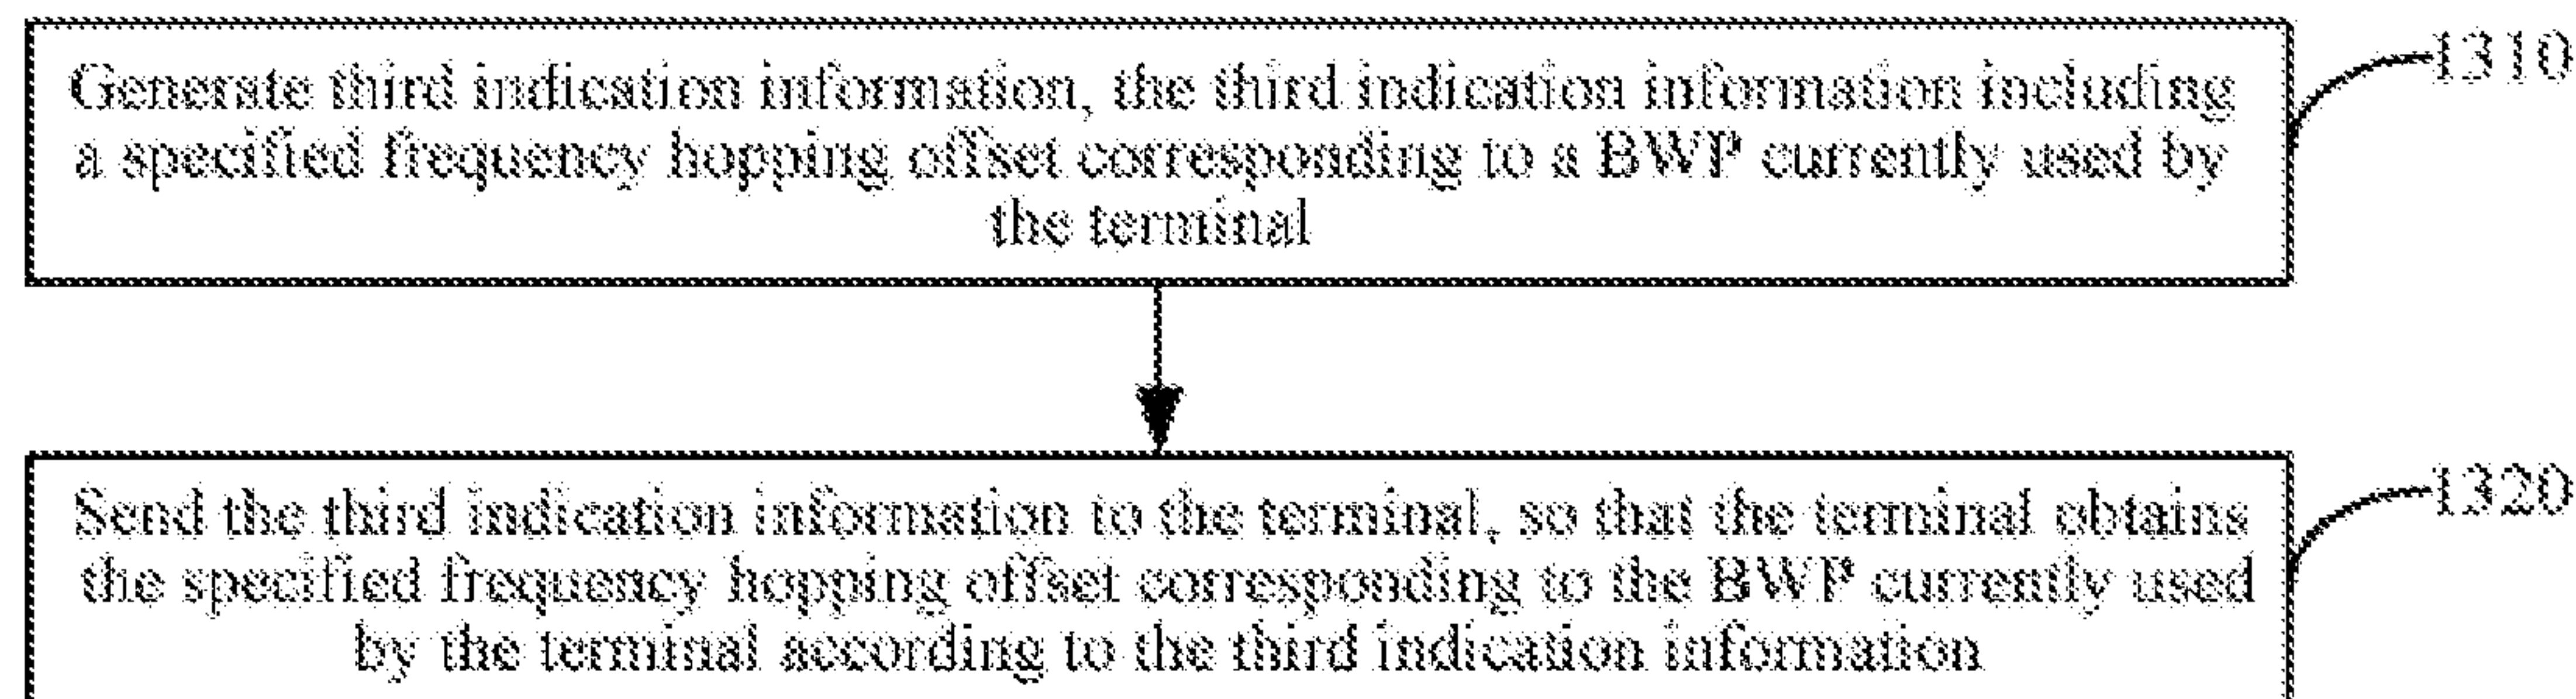 Generate third indication information, the third indication information including
a specified frequency hopping offset corresponding to a BWP currently used by
the terminal
1310
Send the third indication information to the terminal, so that the terminal obtains
the specified frequency hopping offset corresponding to the BWP currently used
by the terminal according to the third indication information
1320